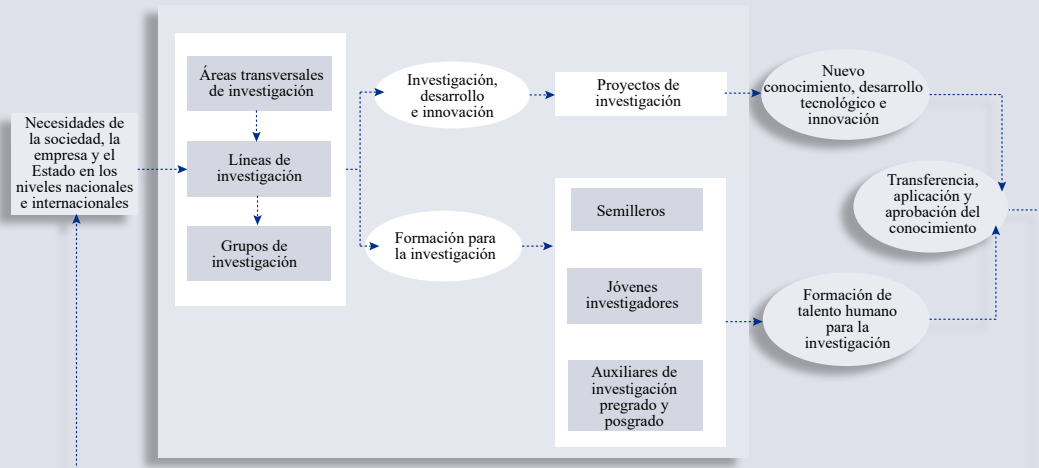 Necesidades de
la sociedad, la
empresa y el
Estado en los
niveles nacionales
e internacionales
Áreas transversales
de investigación
Líneas de
investigación
Grupos de
investigación
Investigación,
desarrollo
e innovación
Formación para
la investigación
Proyectos de
investigación
Semilleros
Jóvenes
investigadores
Auxiliares de
investigación
pregrado y
posgrado
Nuevo
conocimiento, desarrollo
tecnológico e
innovación
Formación de
talento humano
para la
investigación
Transferencia,
aplicación y
aprobación del
conocimiento